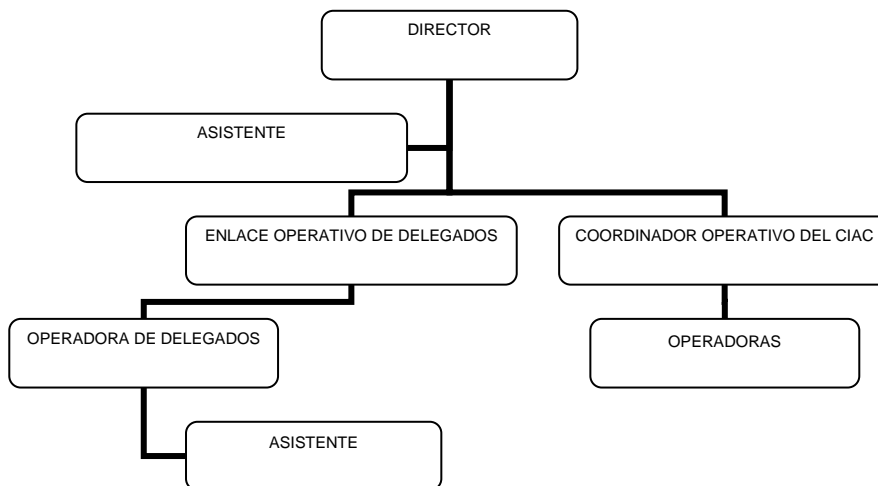 DIRECTOR
ASISTENTE
ENLACE OPERATIVO DE DELEGADOS
COORDINADOR OPERATIVO DEL CIAC
OPERADORA DE DELEGADOS
OPERADORAS
ASISTENTE